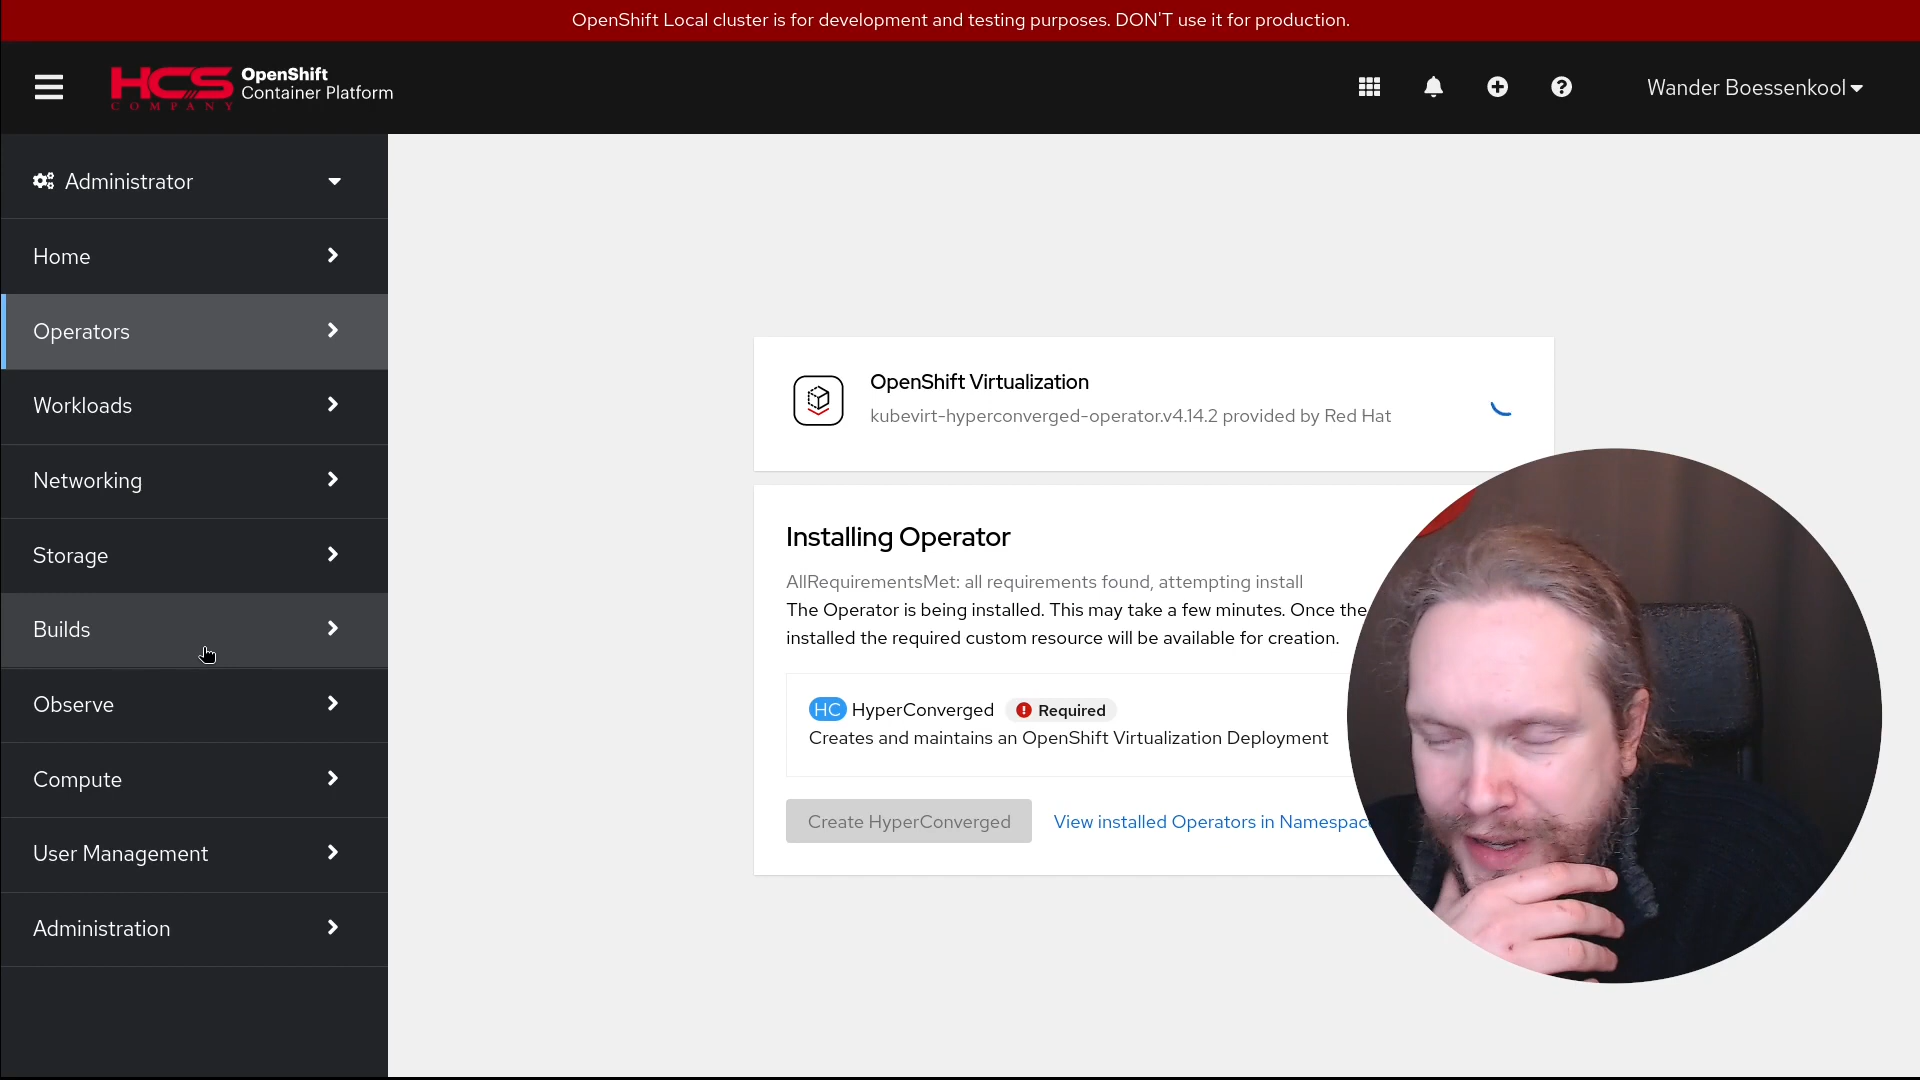 OpenShift Local cluster is for development and testing purposes. DON'T use it for production.
HCS
COMPANY
OpenShift
Container Platform
Wander Boessenkool
Administrator
Home
Operators
Workloads
Networking
Storage
Builds
Observe
Compute
User Management
Administration
OpenShift Virtualization
kubevirt-hyperconverged-operator.v4.14.2 provided by Red Hat
Installing Operator
AllRequirementsMet: all requirements found, attempting install
The Operator is being installed. This may take a few minutes. Once the
installed the required custom resource will be available for creation.
HC HyperConverged Required
Creates and maintains an OpenShift Virtualization Deployment
Create HyperConverged
View installed Operators in Namespac